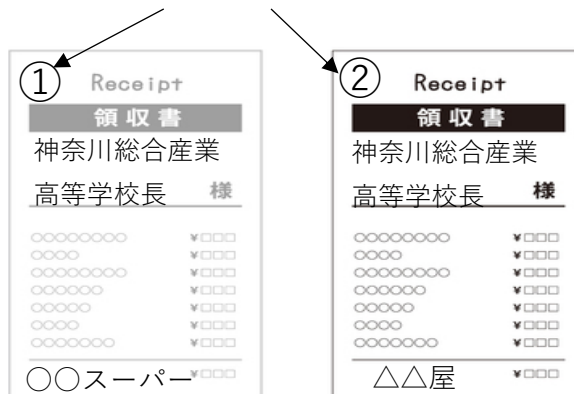 ① Receipt
領収書
神奈川総合産業
高等学校長 様
○○○○○○○○ ¥□□□
○○○○ ¥□□□
○○○○○○○○ ¥□□□
○○○○○○ ¥□□□
○○○○○ ¥□□□
○○○○ ¥□□□
○○○○○○○ ¥□□□
○○スーパー ¥□□□
② Receipt
領収書
神奈川総合産業
高等学校長 様
○○○○○○○○ ¥□□□
○○○○ ¥□□□
○○○○○○○○ ¥□□□
○○○○○○ ¥□□□
○○○○○ ¥□□□
○○○○ ¥□□□
○○○○○○○ ¥□□□
△△屋 ¥□□□